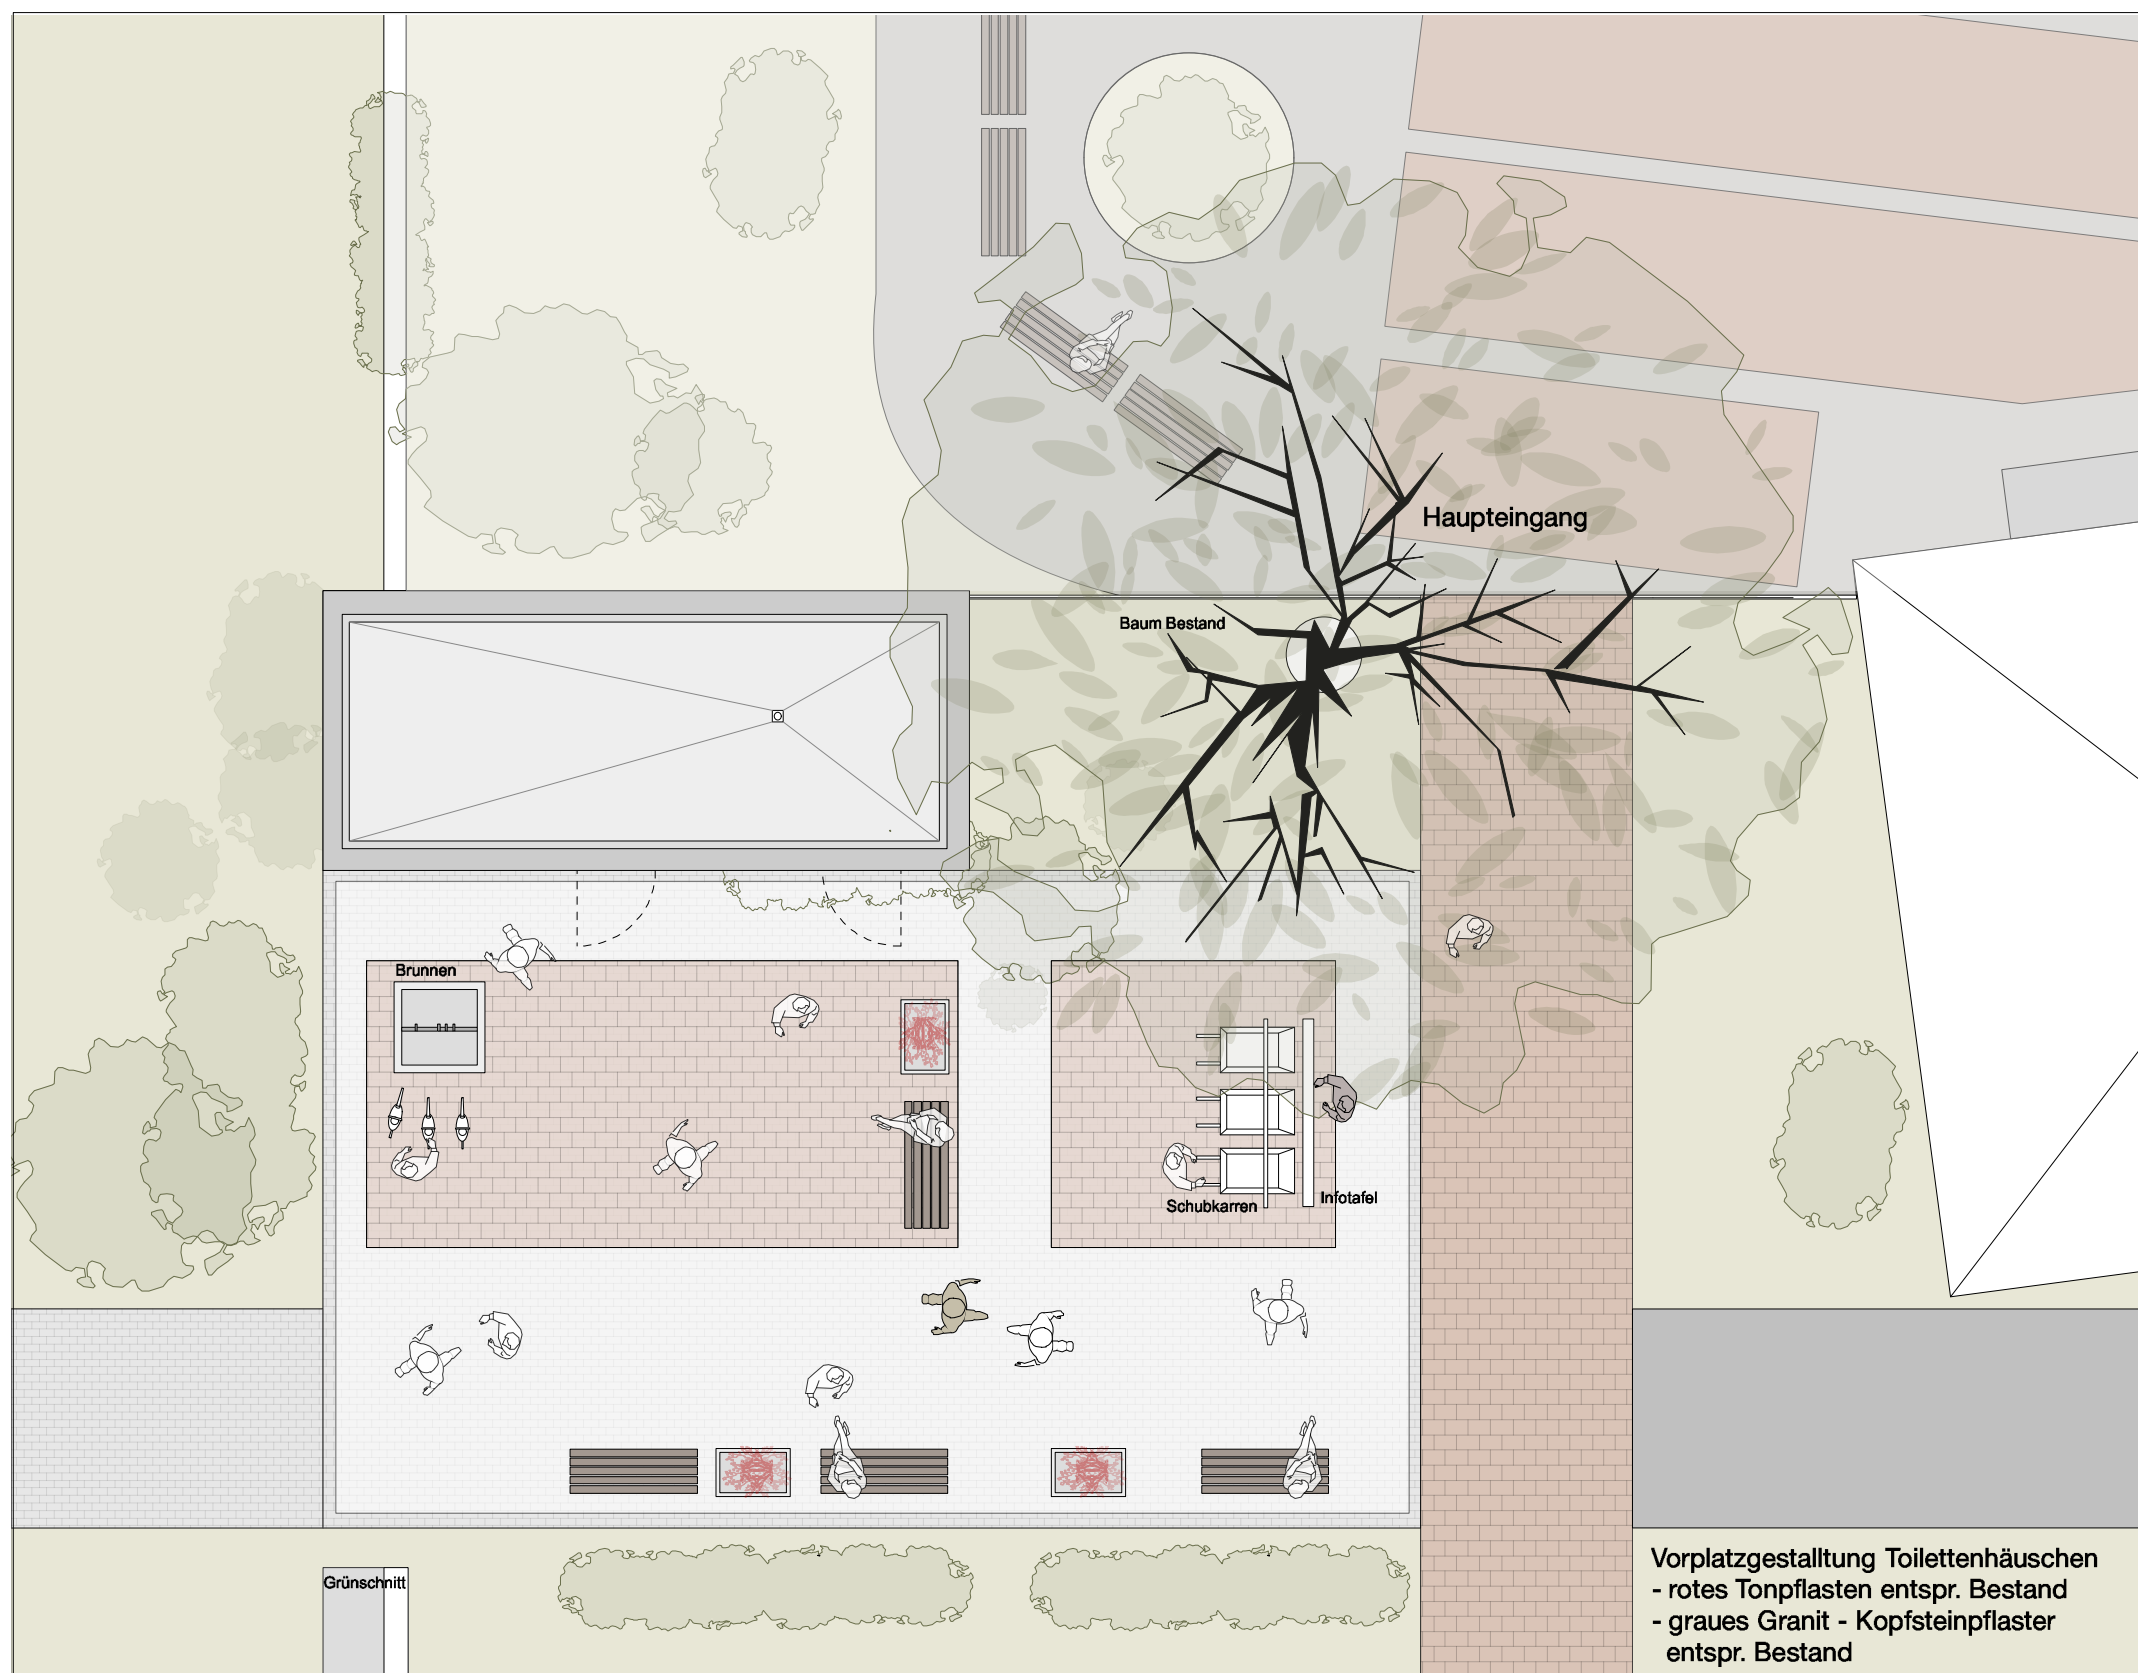 Haupteingang
Baum Bestand
Brunnen
Schubkarren
Infotafel
Grünschnitt
Vorplatzgestalltung Toilettenhäuschen
- rotes Tonpflasten entspr. Bestand
- graues Granit - Kopfsteinpflaster
entspr. Bestand